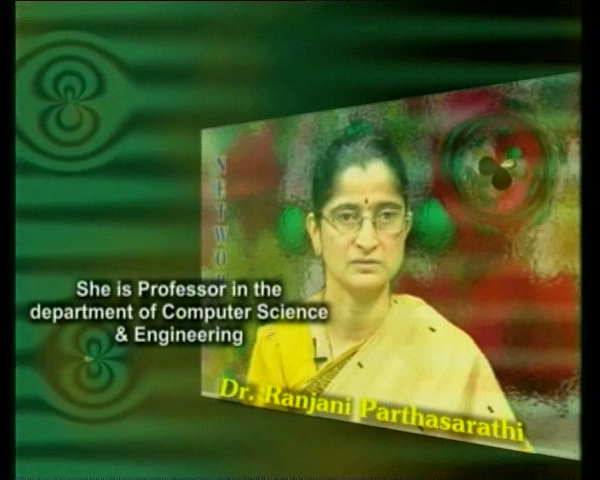 She is Professor in the
department of Computer Science
& Engineering
Dr. Ranjani Parthasarathi